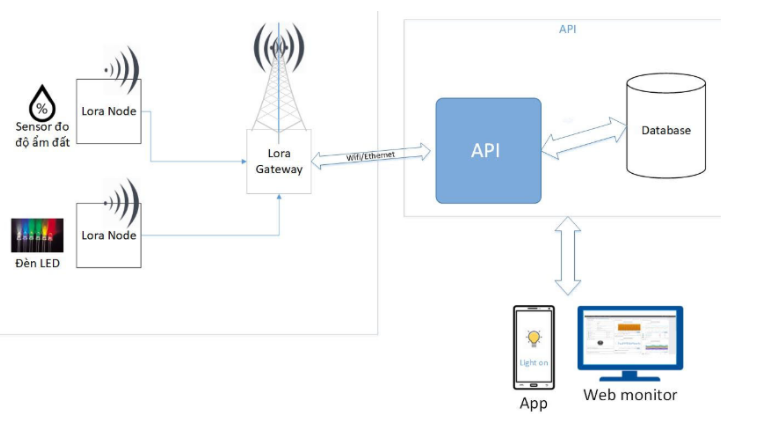 API
Lora Node
%
Sensor đo
độ ẩm đất
Lora
Gateway
Wifi/Ethernet
API
Database
Lora Node
Đèn LED
Light on
App
Web monitor